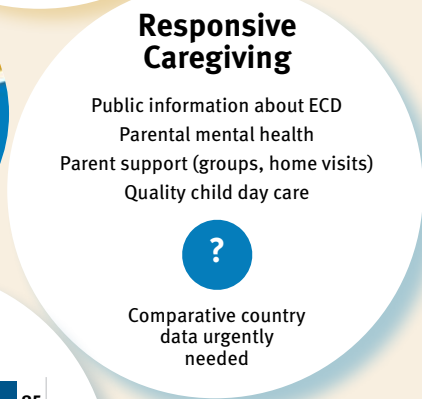 Responsive
Caregiving
Public information about ECD
Parental mental health
Parent support (groups, home visits)
Quality child day care
?
Comparative country
data urgently
needed